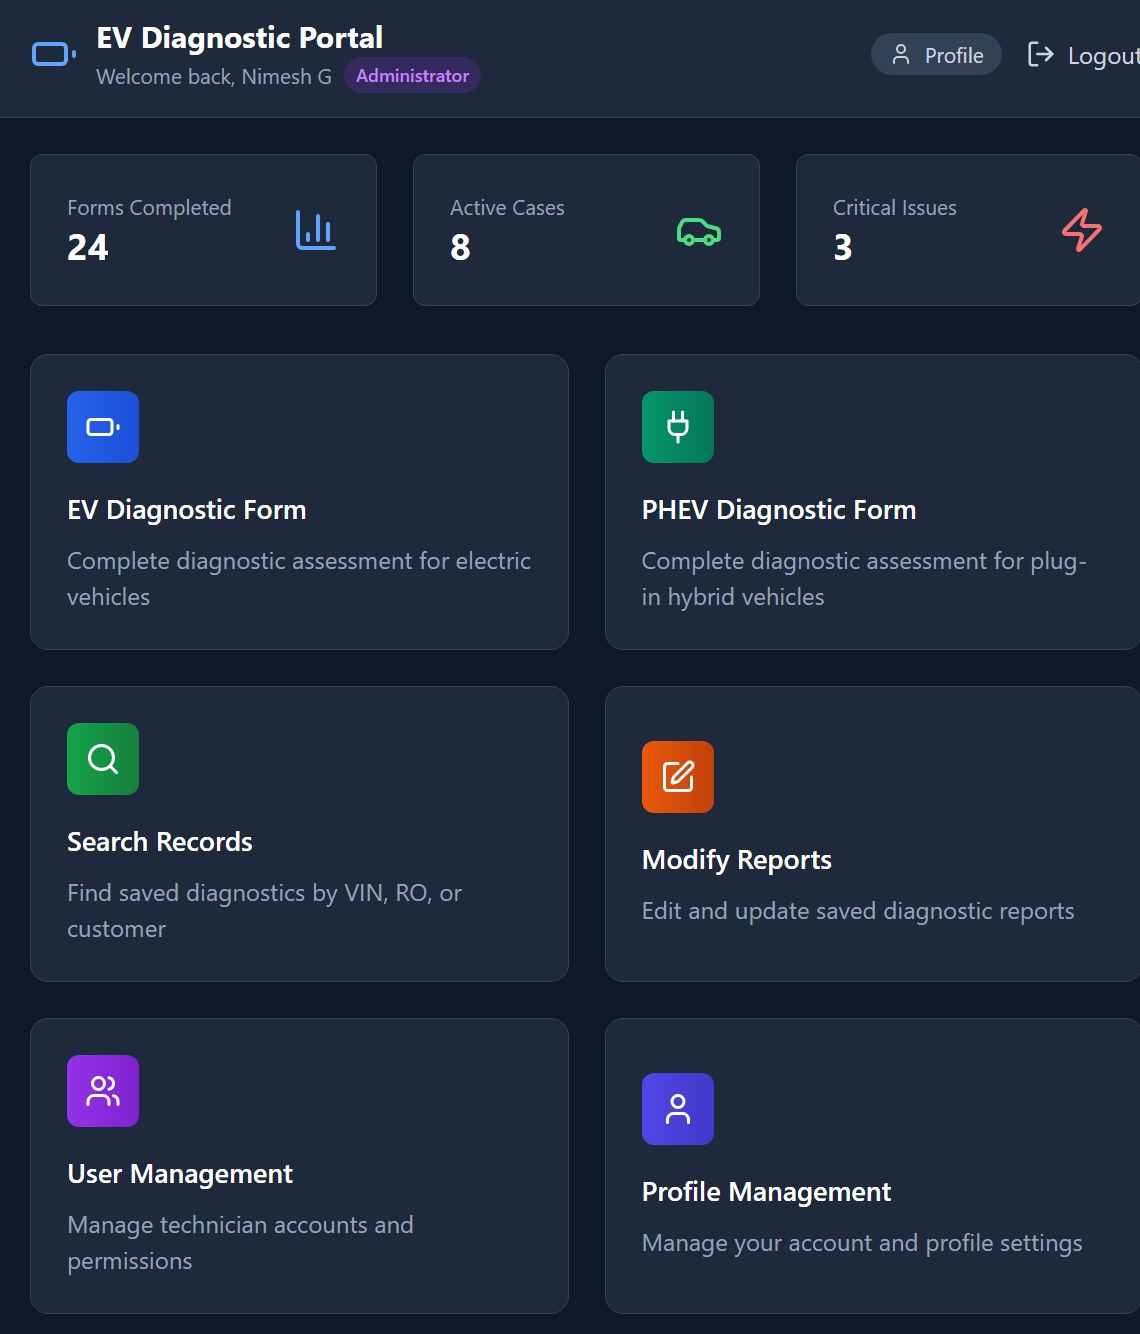 EV Diagnostic Portal
Welcome back, Nimesh G Administrator
Profile
Logout
Forms Completed
24
Active Cases
8
Critical Issues
3
EV Diagnostic Form
Complete diagnostic assessment for electric
vehicles
PHEV Diagnostic Form
Complete diagnostic assessment for plug-
in hybrid vehicles
Search Records
Find saved diagnostics by VIN, RO, or
customer
Modify Reports
Edit and update saved diagnostic reports
User Management
Manage technician accounts and
permissions
Profile Management
Manage your account and profile settings